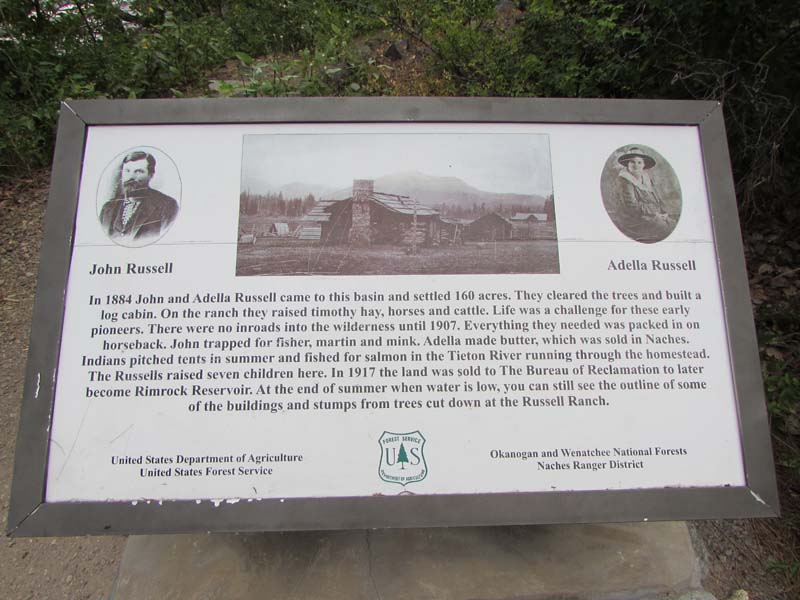 John Russell
Adella Russell
In 1884 John and Adella Russell came to this basin and settled 160 acres. They cleared the trees and built a
log cabin. On the ranch they raised timothy hay, horses and cattle. Life was a challenge for these early
pioneers. There were no inroads into the wilderness until 1907. Everything they needed was packed in on
horseback. John trapped for fisher, martin and mink. Adella made butter, which was sold in Naches.
Indians pitched tents in summer and fished for salmon in the Tieton River running through the homestead.
The Russells raised seven children here. In 1917 the land was sold to The Bureau of Reclamation to later
become Rimrock Reservoir. At the end of summer when water is low, you can still see the outline of some
of the buildings and stumps from trees cut down at the Russell Ranch.
United States Department of Agriculture
United States Forest Service
FOREST SERVICE
U S
DEPARTMENT OF AGRICULTURE
Okanogan and Wenatchee National Forests
Naches Ranger District